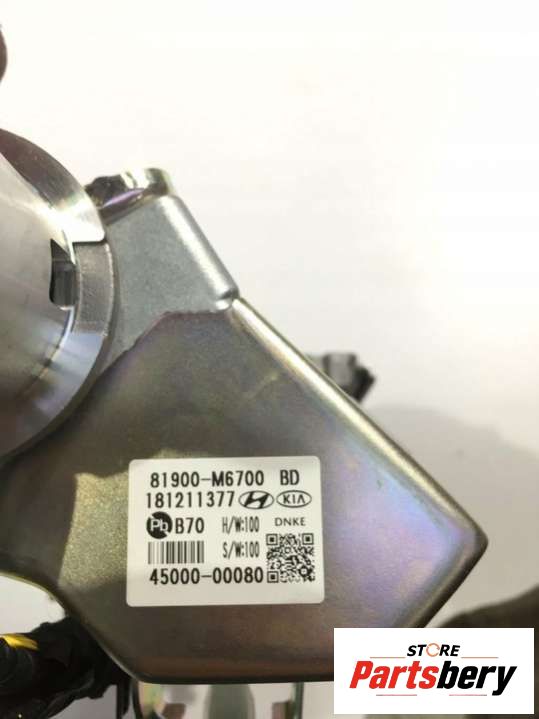 81900-M6700 BD
181211377 KIA
Pb B70 H/W:100 DNKE
S/W:100
45000-00080
STORE
Partsbery